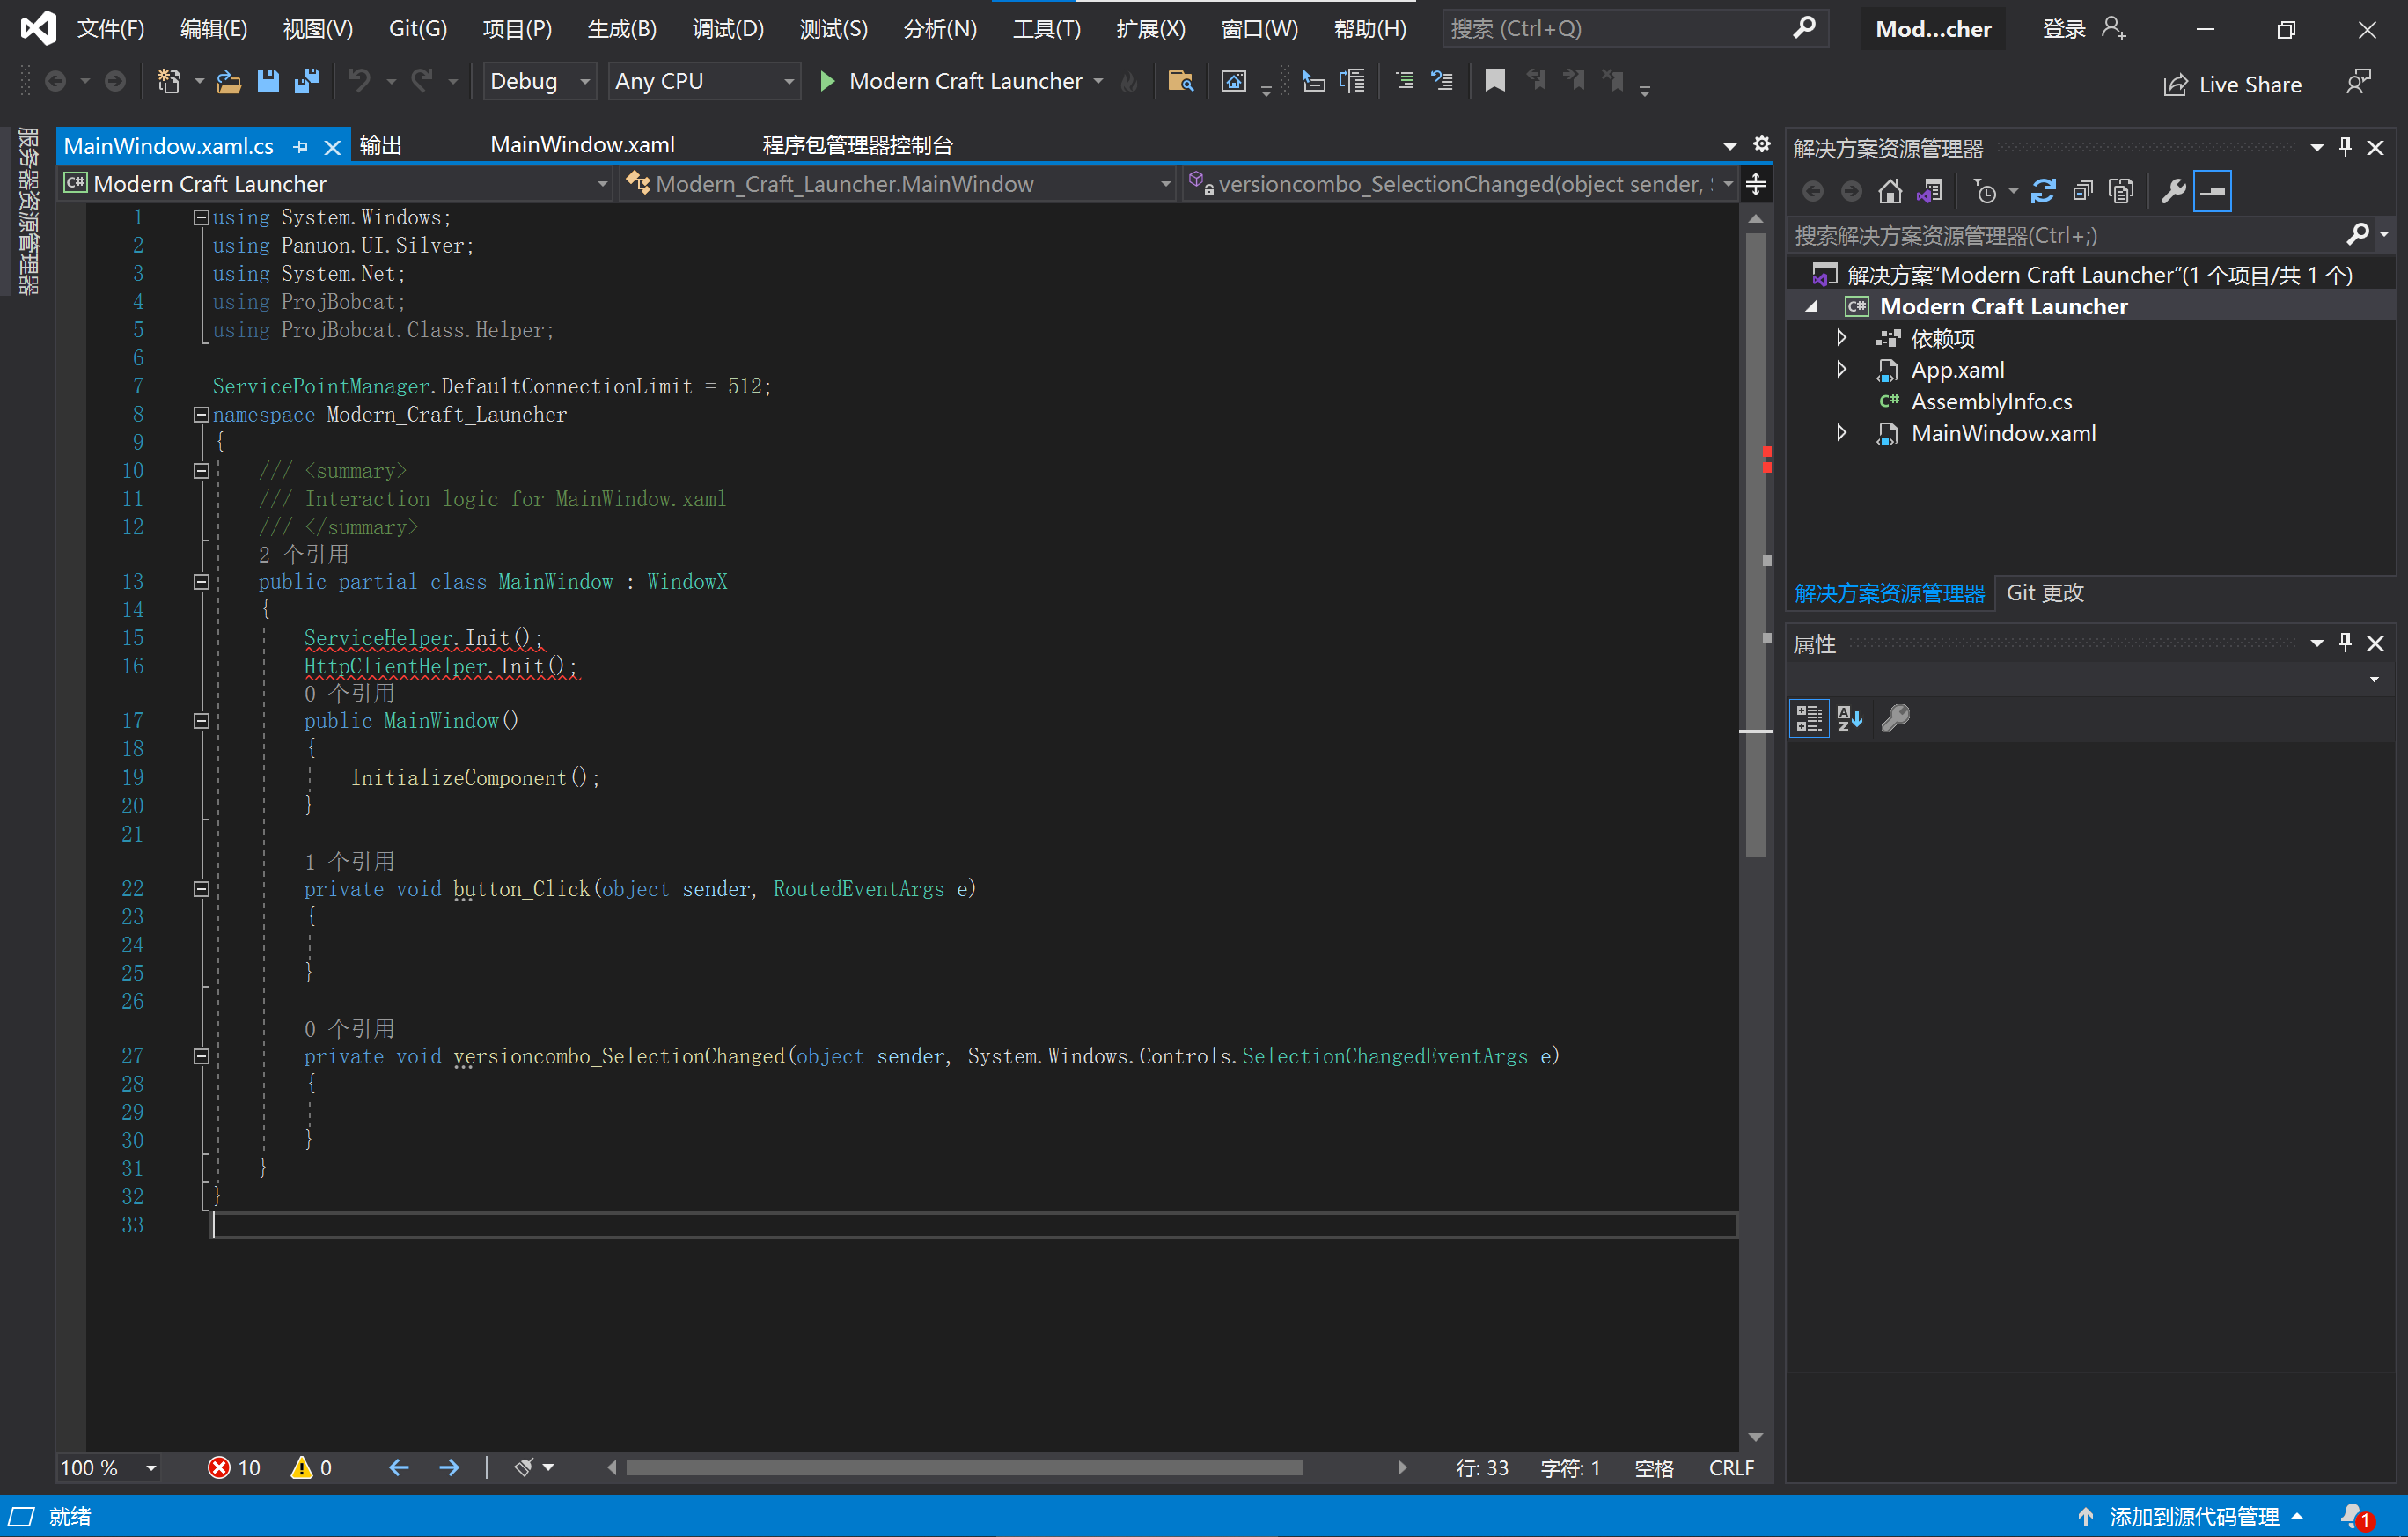 文件(F) 编辑(E) 视图(V) Git(G) 项目(P) 生成(B) 调试(D) 测试(S) 分析(N) 工具(T) 扩展(X) 窗口(W) 帮助(H) 搜索 (Ctrl+Q) Mod...cher 登录
Debug Any CPU Modern Craft Launcher Live Share
服务器资源管理器
MainWindow.xaml.cs 输出 MainWindow.xaml 程序包管理器控制台
Modern Craft Launcher Modern_Craft_Launcher.MainWindow versioncombo_SelectionChanged(object sender,
1 using System.Windows;
2 using Panuon.UI.Silver;
3 using System.Net;
4 using ProjBobcat;
5 using ProjBobcat.Class.Helper;
6
7 ServicePointManager.DefaultConnectionLimit = 512;
8 namespace Modern_Craft_Launcher
9 {
10 /// <summary>
11 /// Interaction logic for MainWindow.xaml
12 /// </summary>
2 个引用
13 public partial class MainWindow : WindowX
14 {
15 ServiceHelper.Init();
16 HttpClientHelper.Init();
0 个引用
17 public MainWindow()
18 {
19 InitializeComponent();
20 }
21
1 个引用
22 private void button_Click(object sender, RoutedEventArgs e)
23 {
24
25 }
26
0 个引用
27 private void versioncombo_SelectionChanged(object sender, System.Windows.Controls.SelectionChangedEventArgs e)
28 {
29
30 }
31 }
32 }
33
100 % 10 0 行: 33 字符: 1 空格 CRLF
解决方案资源管理器
搜索解决方案资源管理器(Ctrl+;)
解决方案“Modern Craft Launcher”(1 个项目/共 1 个)
C# Modern Craft Launcher
依赖项
App.xaml
C# AssemblyInfo.cs
MainWindow.xaml
解决方案资源管理器 Git 更改
属性
就绪 添加到源代码管理 1